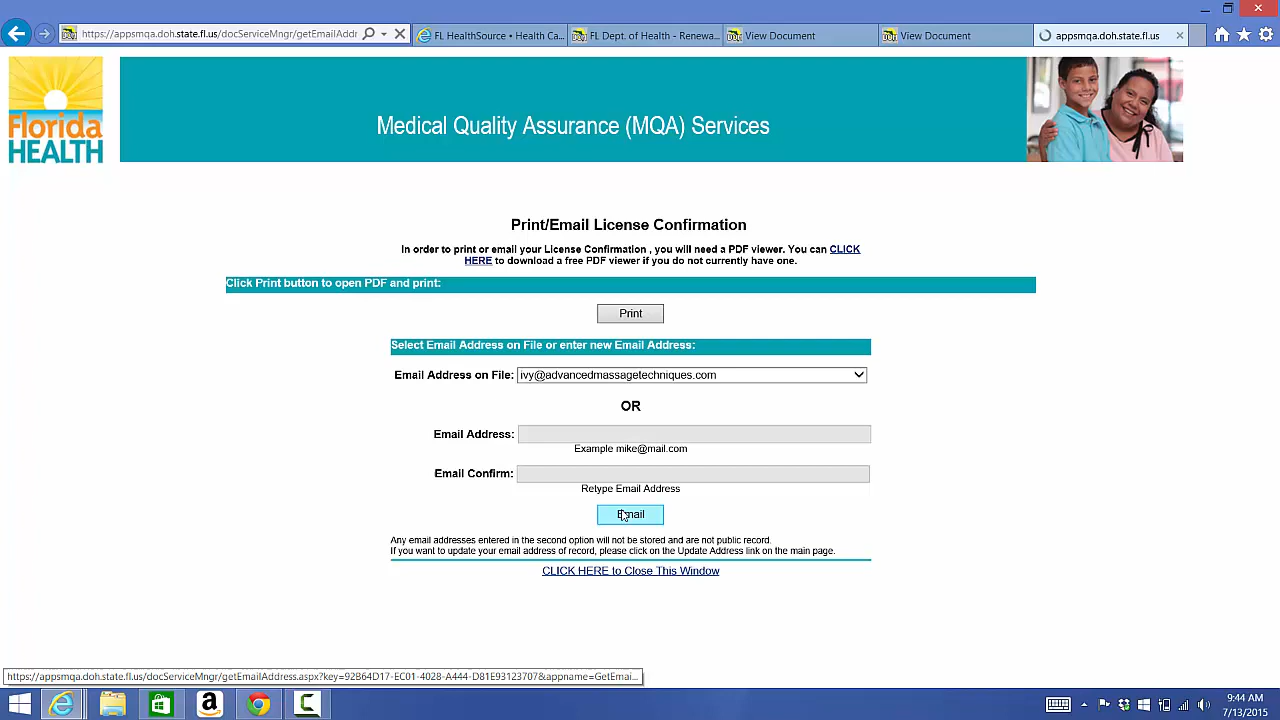 https://appsmqa.doh.state.fl.us/docServiceMngr/getEmailAddr
FL HealthSource • Health Ca...
FL Dept. of Health - Renewa...
View Document
View Document
appsmqa.doh.state.fl.us
Florida
HEALTH
Medical Quality Assurance (MQA) Services
Print/Email License Confirmation
In order to print or email your License Confirmation , you will need a PDF viewer. You can CLICK
HERE to download a free PDF viewer if you do not currently have one.
Click Print button to open PDF and print:
Print
Select Email Address on File or enter new Email Address:
Email Address on File: ivy@advancedmassagetechniques.com
OR
Email Address:
Example mike@mail.com
Email Confirm:
Retype Email Address
Email
Any email addresses entered in the second option will not be stored and are not public record.
If you want to update your email address of record, please click on the Update Address link on the main page.
CLICK HERE to Close This Window
https://appsmqa.doh.state.fl.us/docServiceMngr/getEmailAddress.aspx?key=92B64D17-EC01-4028-A444-D81E93123707&appname=GetEmai...
9:44 AM
7/13/2015